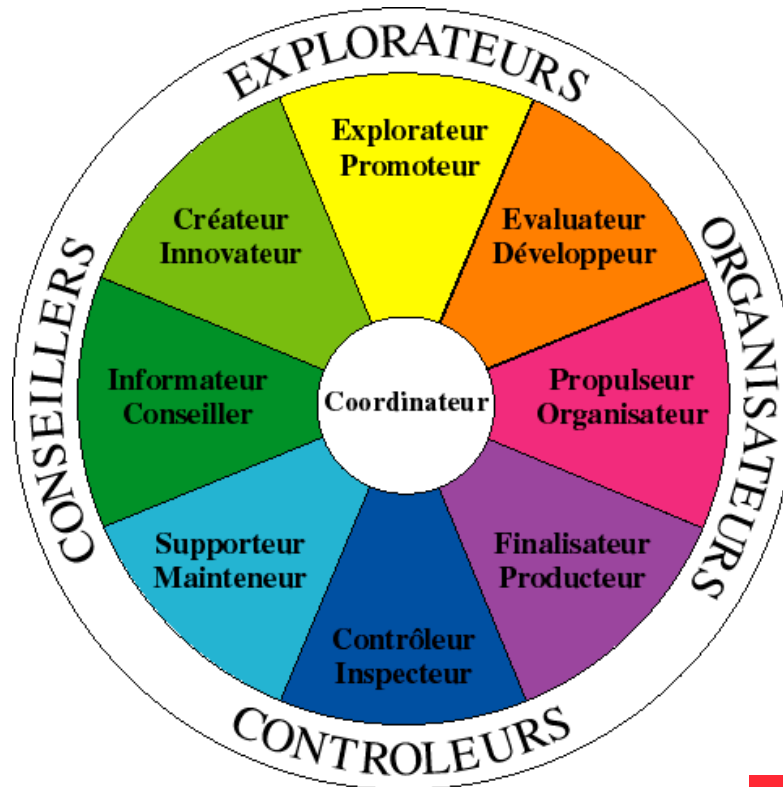 EXPLORATEURS
Explorateur
Promoteur
Créateur
Innovateur
Evaluateur
Développeur
ORGANISATEURS
CONSEILLERS
Informateur
Conseiller
Coordinateur
Propulseur
Organisateur
Supporteur
Mainteneur
Finalisateur
Producteur
Contrôleur
Inspecteur
CONTROLEURS